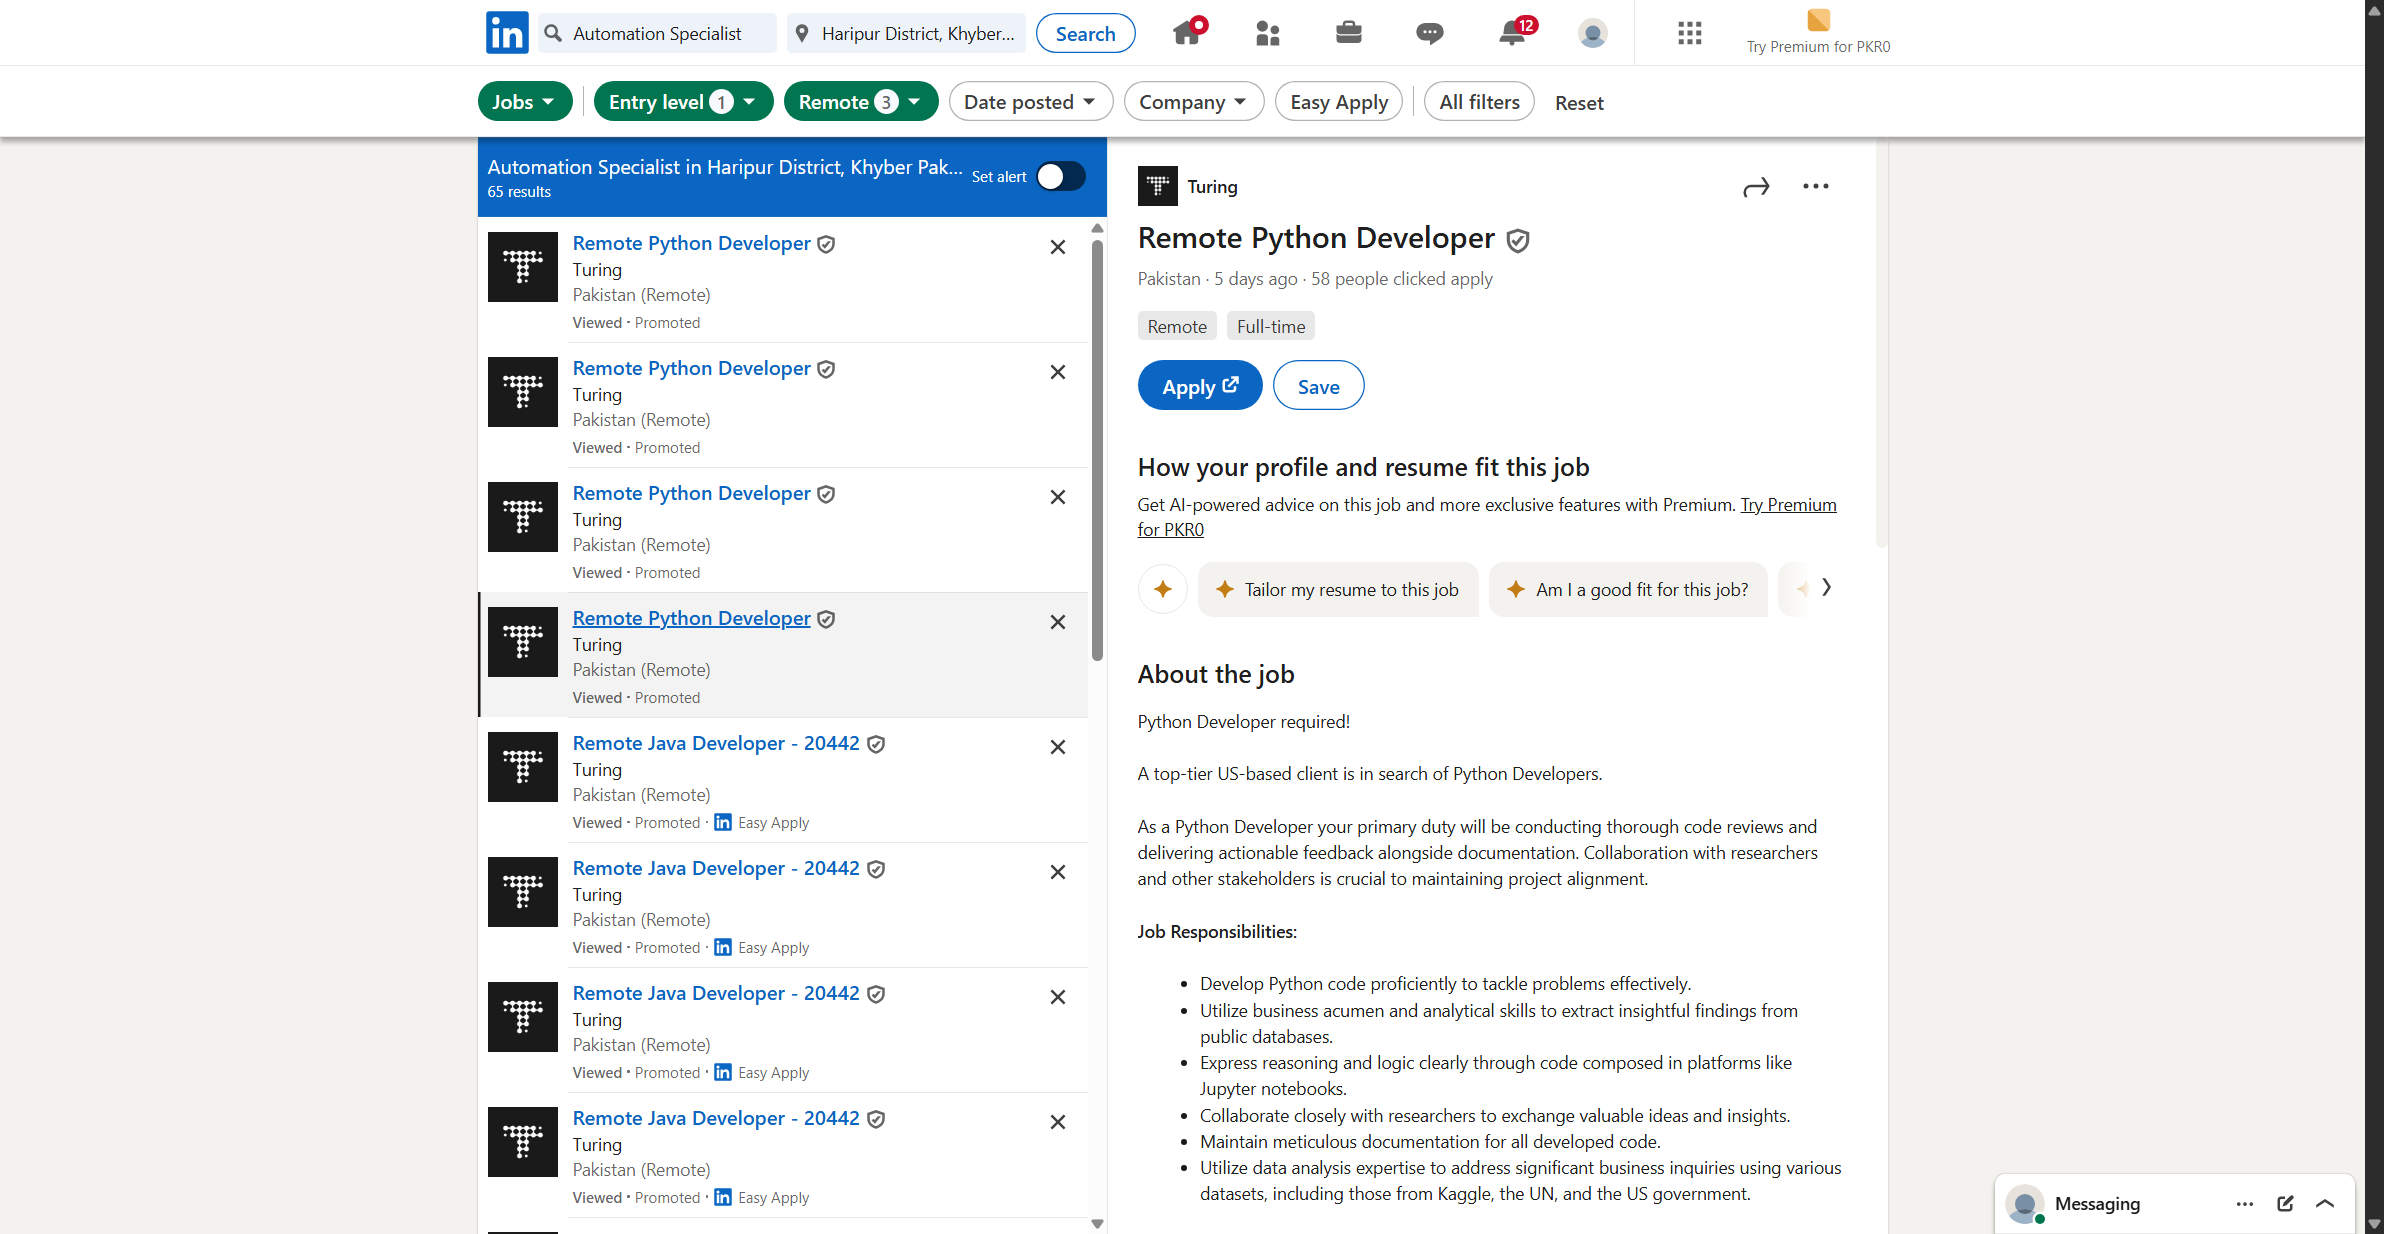 in
Automation Specialist
Haripur District, Khyber...
Search
12
Try Premium for PKR0
Jobs
Entry level 1
Remote 3
Date posted
Company
Easy Apply
All filters
Reset
Automation Specialist in Haripur District, Khyber Pak...
65 results
Set alert
Remote Python Developer
Turing
Pakistan (Remote)
Viewed · Promoted
Remote Python Developer
Turing
Pakistan (Remote)
Viewed · Promoted
Remote Python Developer
Turing
Pakistan (Remote)
Viewed · Promoted
Remote Python Developer
Turing
Pakistan (Remote)
Viewed · Promoted
Remote Java Developer - 20442
Turing
Pakistan (Remote)
Viewed · Promoted · in Easy Apply
Remote Java Developer - 20442
Turing
Pakistan (Remote)
Viewed · Promoted · in Easy Apply
Remote Java Developer - 20442
Turing
Pakistan (Remote)
Viewed · Promoted · in Easy Apply
Remote Java Developer - 20442
Turing
Pakistan (Remote)
Viewed · Promoted · in Easy Apply
Turing
Remote Python Developer
Pakistan · 5 days ago · 58 people clicked apply
Remote
Full-time
Apply
Save
How your profile and resume fit this job
Get AI-powered advice on this job and more exclusive features with Premium. Try Premium
for PKR0
Tailor my resume to this job
Am I a good fit for this job?
About the job
Python Developer required!
A top-tier US-based client is in search of Python Developers.
As a Python Developer your primary duty will be conducting thorough code reviews and
delivering actionable feedback alongside documentation. Collaboration with researchers
and other stakeholders is crucial to maintaining project alignment.
Job Responsibilities:
• Develop Python code proficiently to tackle problems effectively.
• Utilize business acumen and analytical skills to extract insightful findings from
public databases.
• Express reasoning and logic clearly through code composed in platforms like
Jupyter notebooks.
• Collaborate closely with researchers to exchange valuable ideas and insights.
• Maintain meticulous documentation for all developed code.
• Utilize data analysis expertise to address significant business inquiries using various
datasets, including those from Kaggle, the UN, and the US government.
Messaging